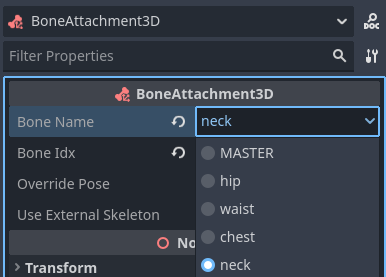 BoneAttachment3D
DOC
Filter Properties
BoneAttachment3D
Bone Name
neck
Bone Idx
MASTER
Override Pose
hip
waist
Use External Skeleton
chest
No
neck
Transform